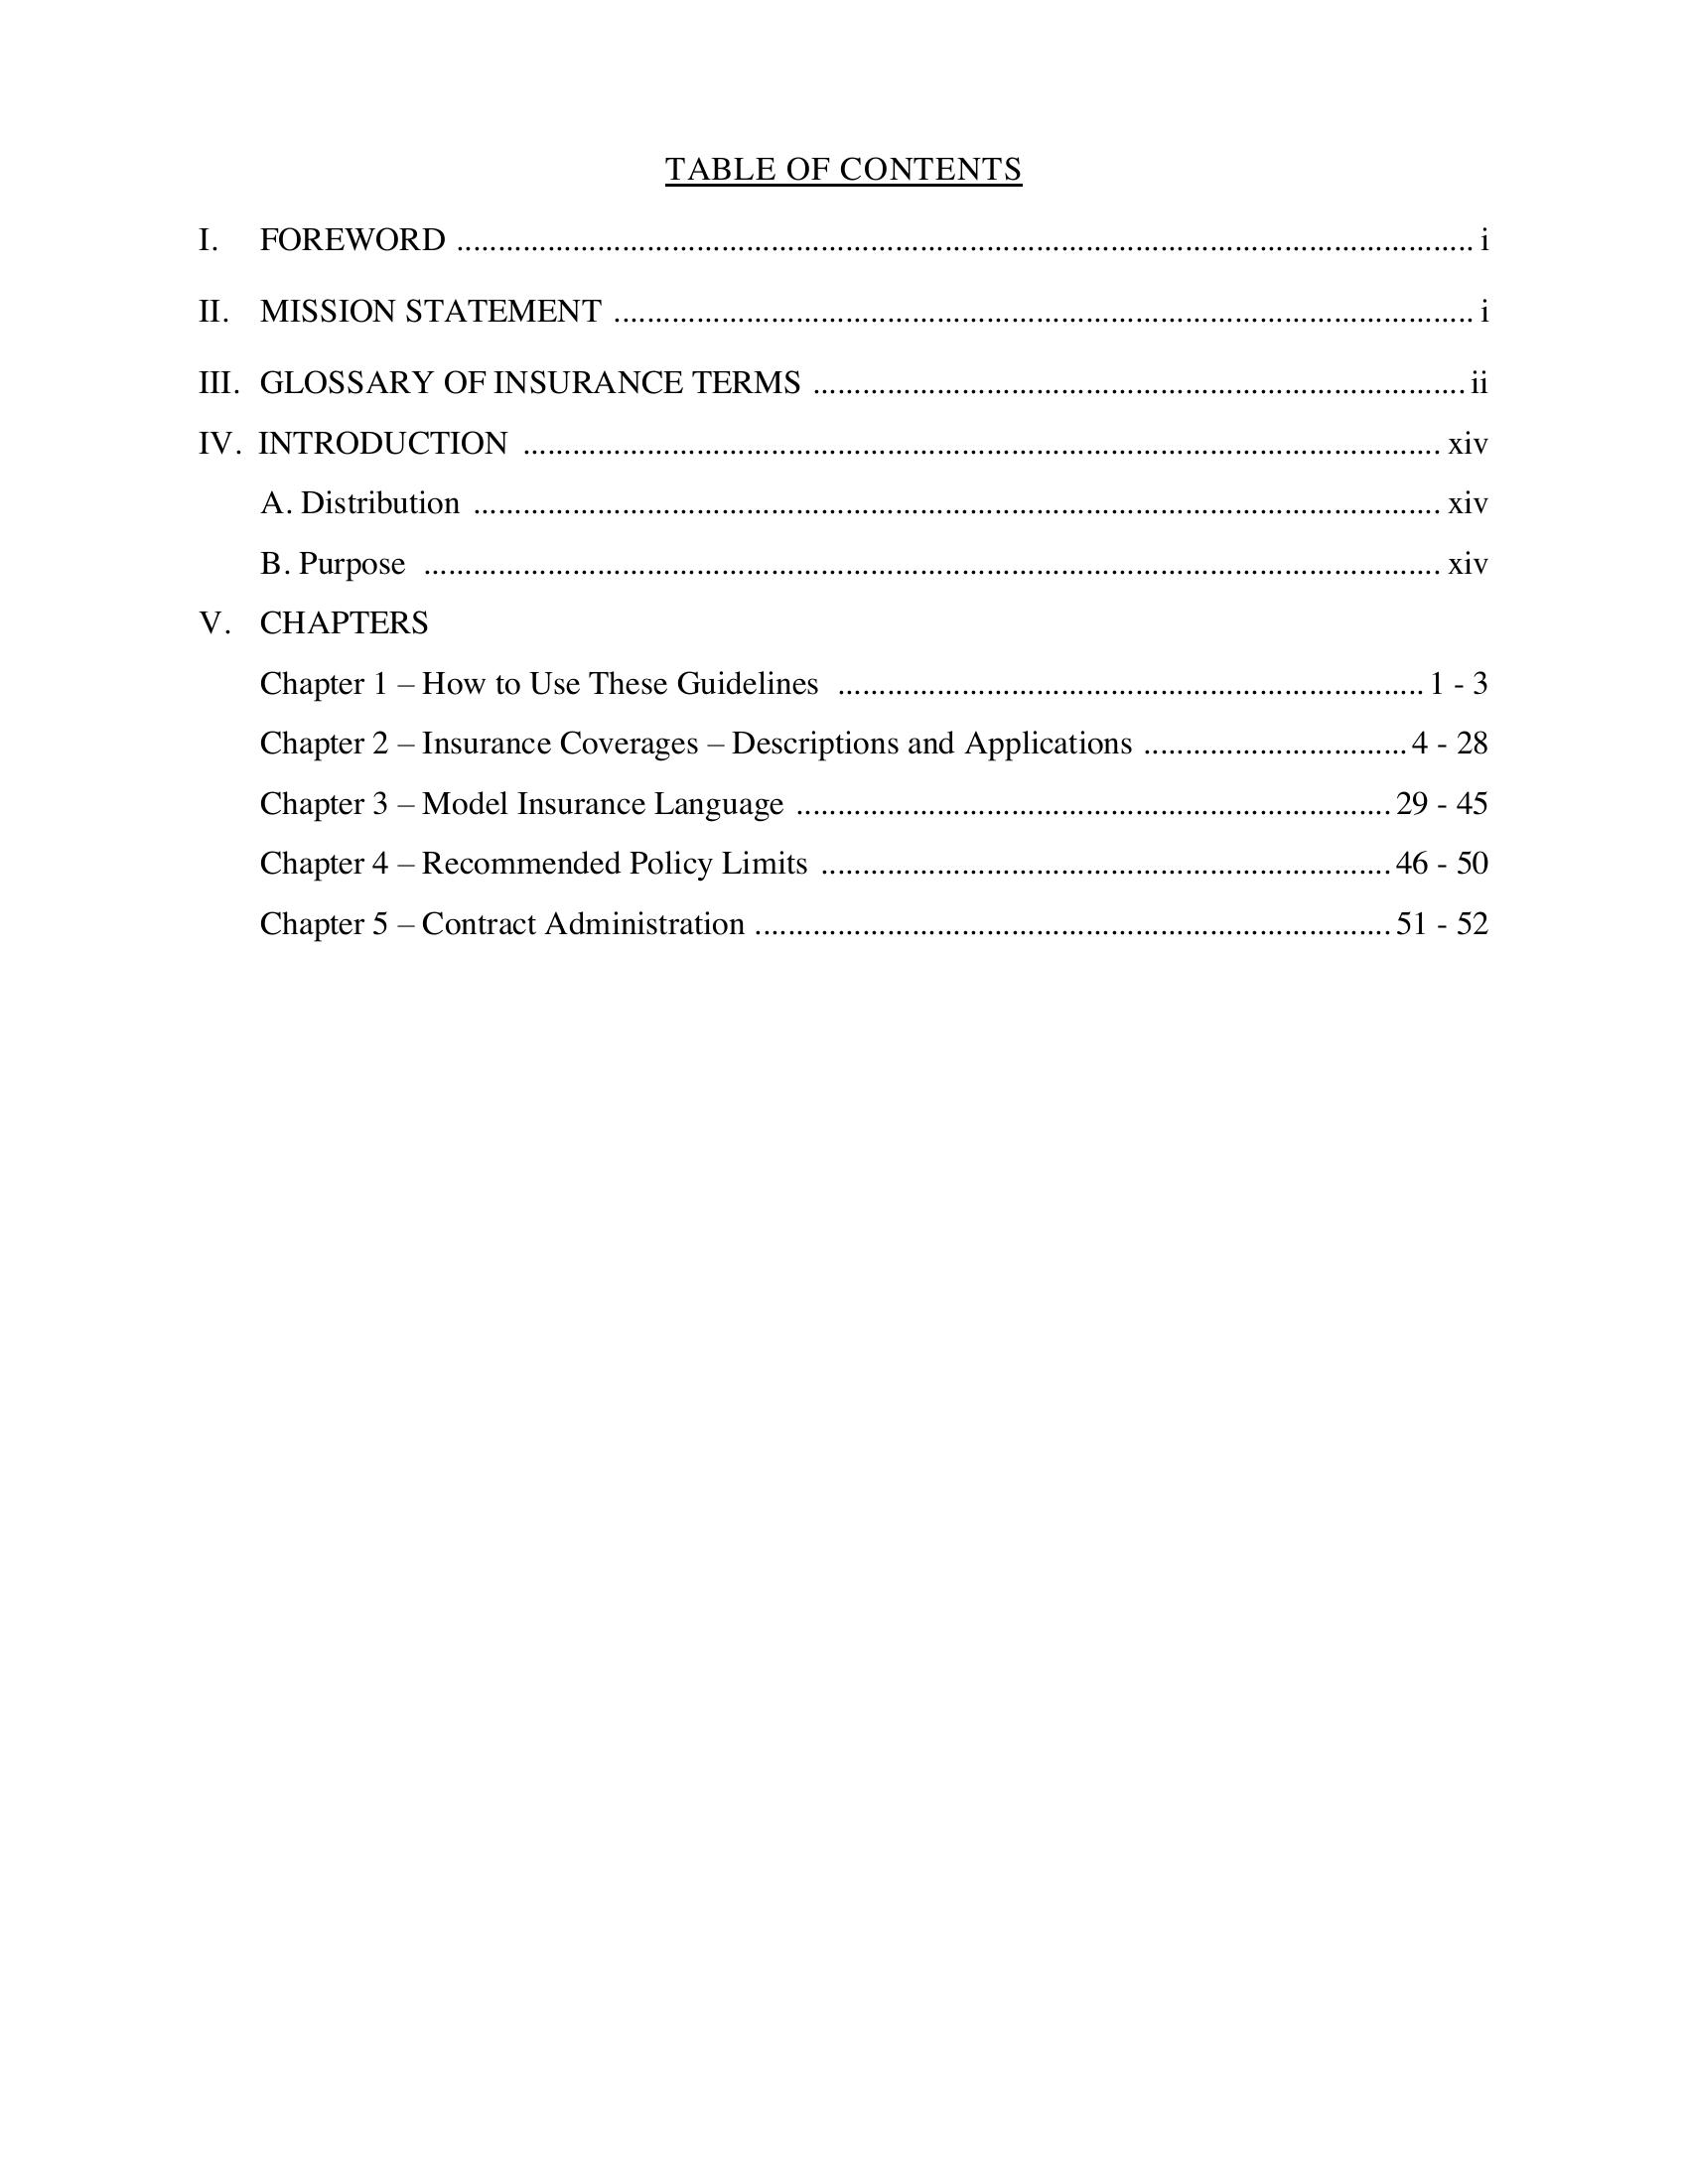 TABLE OF CONTENTS
I. FOREWORD ........................................................................................................................ i
II. MISSION STATEMENT ...................................................................................................... i
III. GLOSSARY OF INSURANCE TERMS ............................................................................. ii
IV. INTRODUCTION ............................................................................................................. xiv
A. Distribution .................................................................................................................... xiv
B. Purpose .......................................................................................................................... xiv
V. CHAPTERS
Chapter 1 – How to Use These Guidelines ...................................................................... 1 - 3
Chapter 2 – Insurance Coverages – Descriptions and Applications ................................ 4 - 28
Chapter 3 – Model Insurance Language ....................................................................... 29 - 45
Chapter 4 – Recommended Policy Limits .................................................................... 46 - 50
Chapter 5 – Contract Administration ............................................................................ 51 - 52